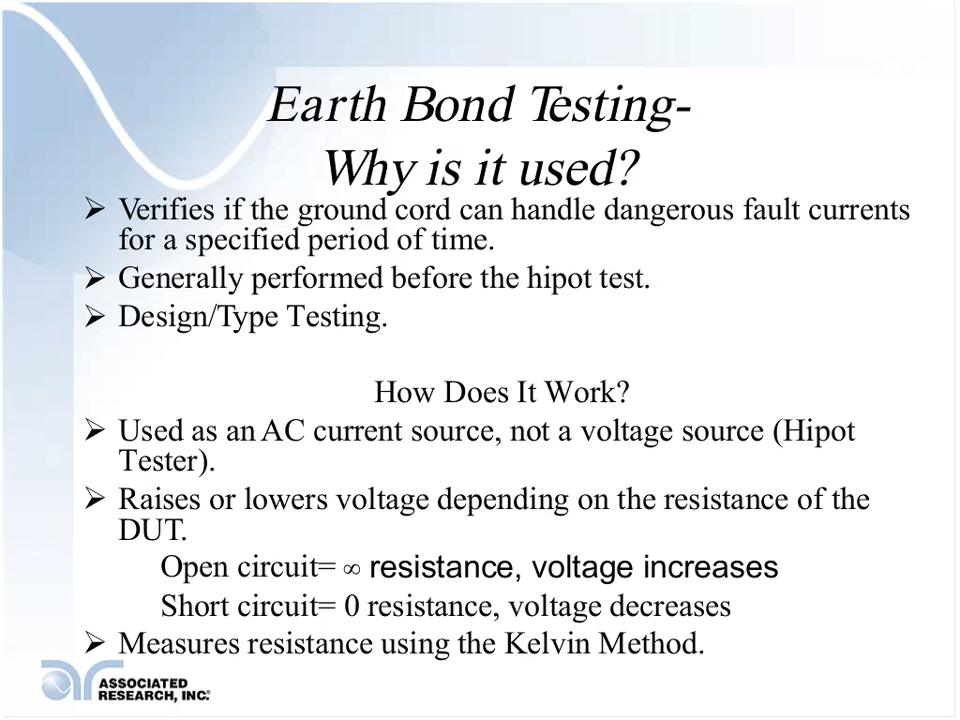 Earth Bond Testing-
Why is it used?
➢ Verifies if the ground cord can handle dangerous fault currents
for a specified period of time.
➢ Generally performed before the hipot test.
➢ Design/Type Testing.
How Does It Work?
➢ Used as an AC current source, not a voltage source (Hipot
Tester).
➢ Raises or lowers voltage depending on the resistance of the
DUT.
Open circuit= ∞ resistance, voltage increases
Short circuit= 0 resistance, voltage decreases
➢ Measures resistance using the Kelvin Method.
ASSOCIATED
RESEARCH, INC.®